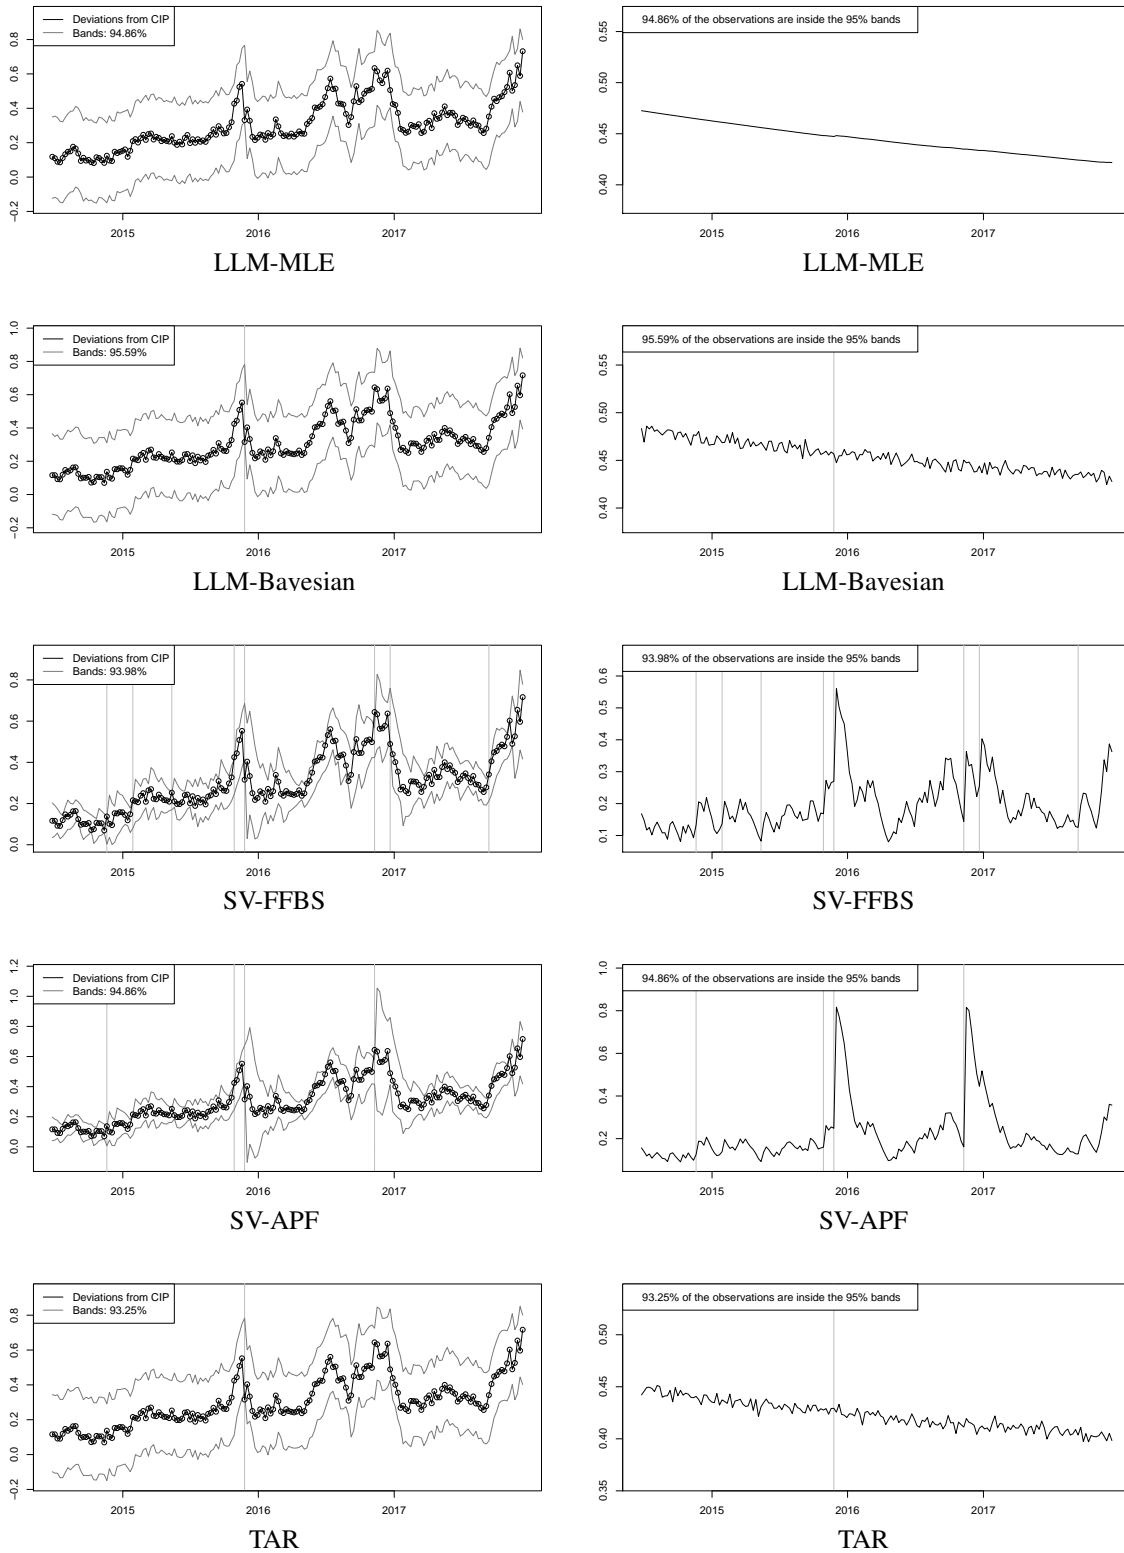 Deviations from CIP
Bands: 94.86%
−0.2 0.0 0.2 0.4 0.6 0.8
2015 2016 2017
LLM-MLE
94.86% of the observations are inside the 95% bands
0.40 0.45 0.50 0.55
2015 2016 2017
LLM-MLE
Deviations from CIP
Bands: 95.59%
−0.2 0.0 0.2 0.4 0.6 0.8 1.0
2015 2016 2017
LLM-Bayesian
95.59% of the observations are inside the 95% bands
0.40 0.45 0.50 0.55
2015 2016 2017
LLM-Bayesian
Deviations from CIP
Bands: 93.98%
0.0 0.2 0.4 0.6 0.8
2015 2016 2017
SV-FFBS
93.98% of the observations are inside the 95% bands
0.1 0.2 0.3 0.4 0.5 0.6
2015 2016 2017
SV-FFBS
Deviations from CIP
Bands: 94.86%
0.0 0.2 0.4 0.6 0.8 1.0 1.2
2015 2016 2017
SV-APF
94.86% of the observations are inside the 95% bands
0.2 0.4 0.6 0.8 1.0
2015 2016 2017
SV-APF
Deviations from CIP
Bands: 93.25%
−0.2 0.0 0.2 0.4 0.6 0.8
2015 2016 2017
TAR
93.25% of the observations are inside the 95% bands
0.35 0.40 0.45 0.50
2015 2016 2017
TAR